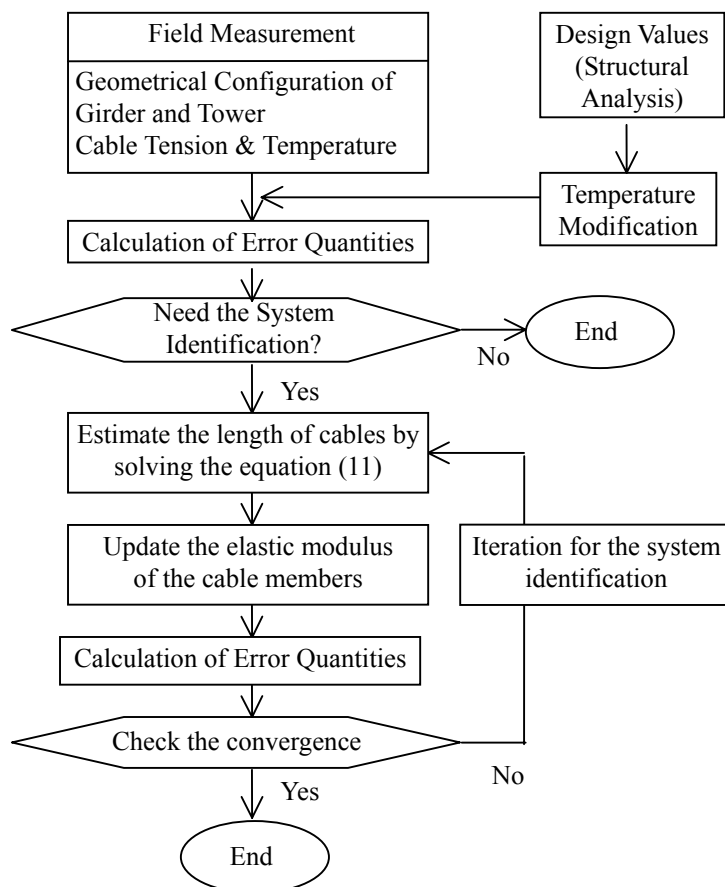 Field Measurement
Geometrical Configuration of
Girder and Tower
Cable Tension & Temperature
Design Values
(Structural
Analysis)
Temperature
Modification
Calculation of Error Quantities
Need the System
Identification?
No
End
Yes
Estimate the length of cables by
solving the equation (11)
Update the elastic modulus
of the cable members
Iteration for the system
identification
Calculation of Error Quantities
Check the convergence
No
Yes
End